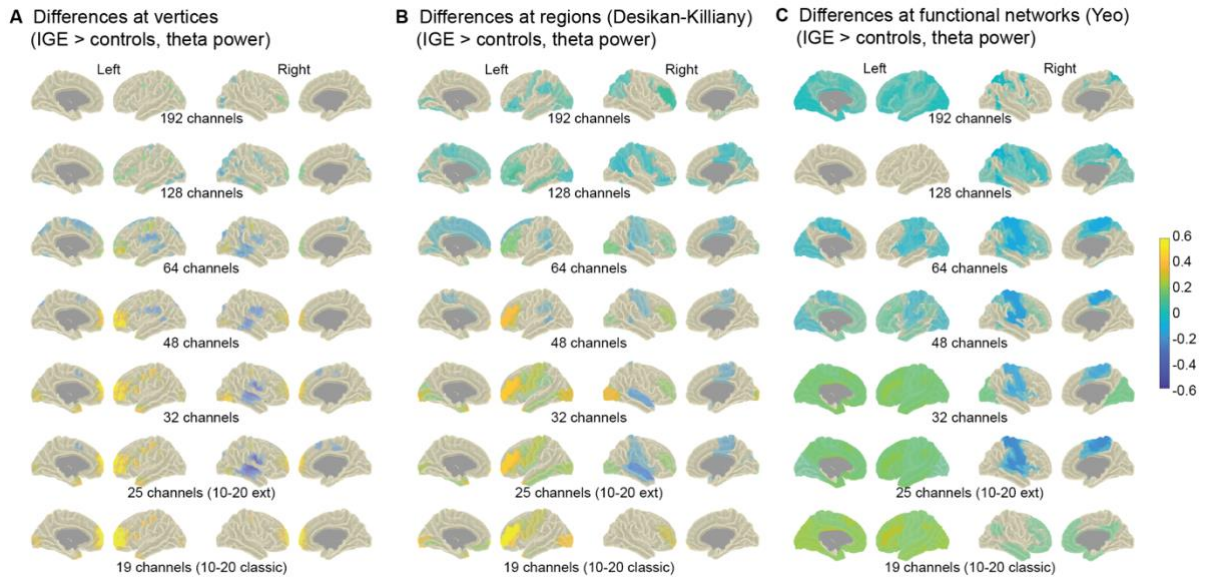 A Differences at vertices
(IGE > controls, theta power)
Left Right
192 channels
128 channels
64 channels
48 channels
32 channels
25 channels (10-20 ext)
19 channels (10-20 classic)
B Differences at regions (Desikan-Killiany)
(IGE > controls, theta power)
Left Right
192 channels
128 channels
64 channels
48 channels
32 channels
25 channels (10-20 ext)
19 channels (10-20 classic)
C Differences at functional networks (Yeo)
(IGE > controls, theta power)
Left Right
192 channels
128 channels
64 channels
48 channels
32 channels
25 channels (10-20 ext)
19 channels (10-20 classic)
0.6
0.4
0.2
0
-0.2
-0.4
-0.6